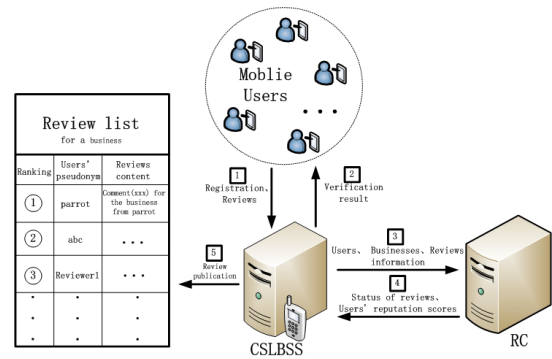 Moblie
Users
...
Review list
for a business
Ranking
Users'
pseudonym
Reviews
content
1
parrot
Comment(xxx) for
the business
from parrot
2
abc
...
3
Reviewer1
...
1
Registration、
Reviews
2
Verification
result
3
Users、 Businesses、Reviews
information
4
Status of reviews、
Users' reputation scores
5
Review
publication
CSLBSS
RC